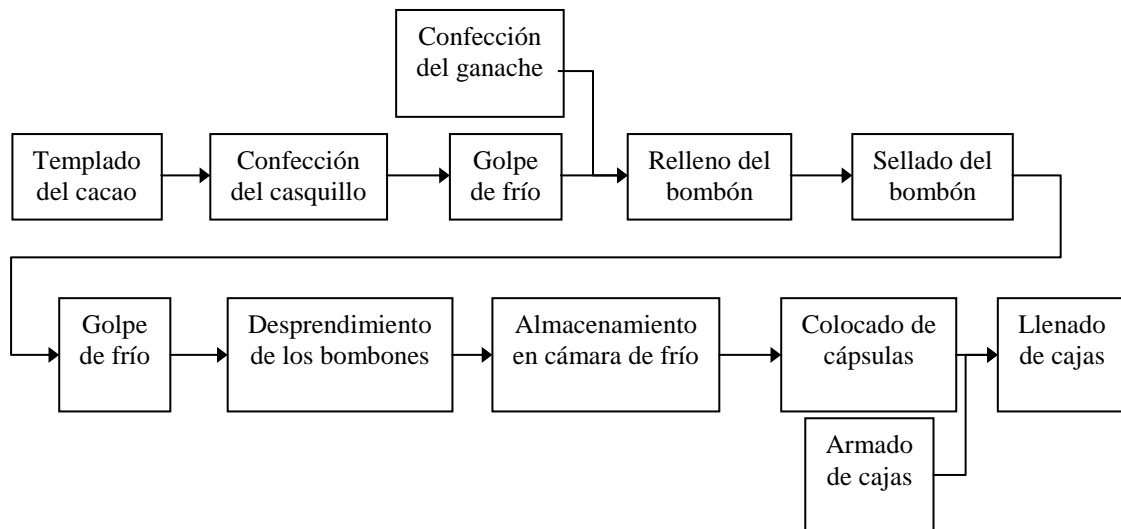 Confección
del ganache
Templado
del cacao
Confección
del casquillo
Golpe
de frío
Relleno del
bombón
Sellado del
bombón
Golpe
de frío
Desprendimiento
de los bombones
Almacenamiento
en cámara de frío
Colocado de
cápsulas
Llenado
de cajas
Armado
de cajas